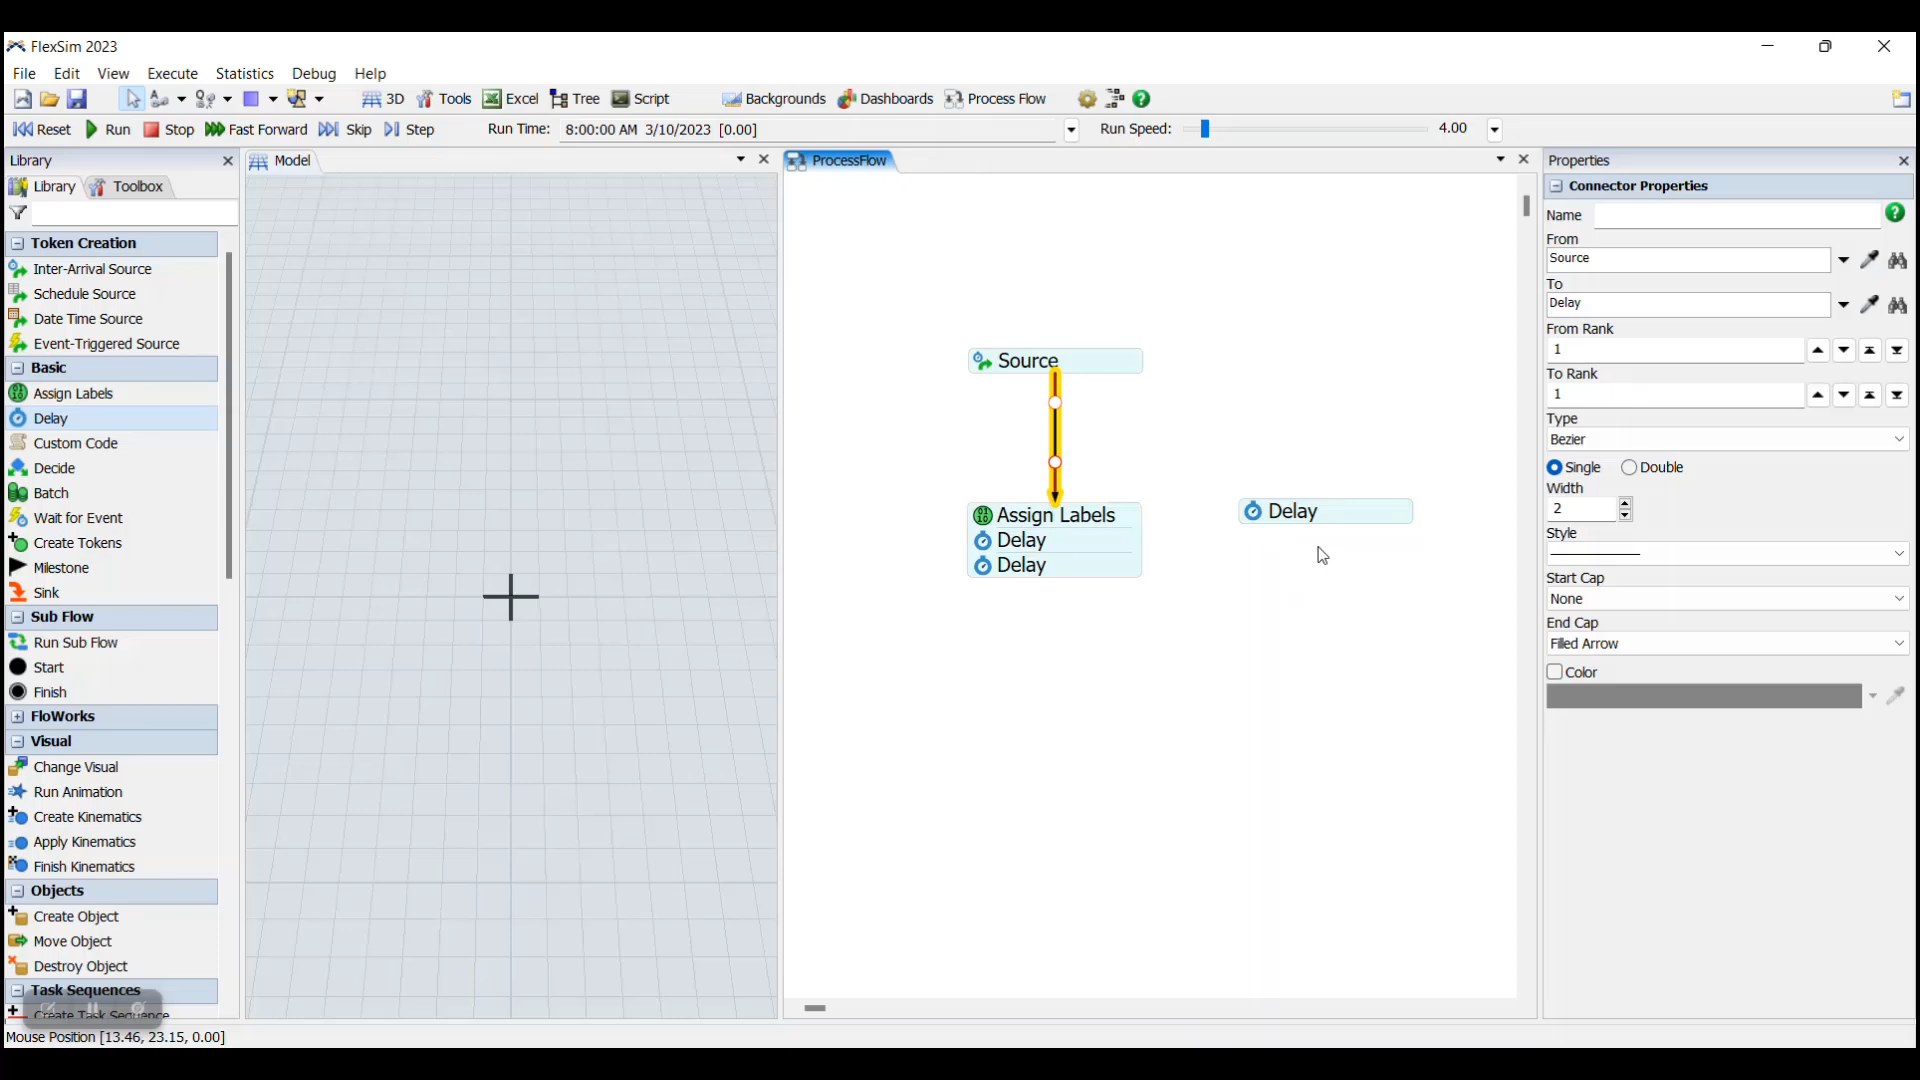 FlexSim 2023
File Edit View Execute Statistics Debug Help
3D Tools Excel Tree Script Backgrounds Dashboards Process Flow
Reset Run Stop Fast Forward Skip Step Run Time: 8:00:00 AM 3/10/2023 [0.00] Run Speed: 4.00
Library
Library Toolbox
Token Creation
Inter-Arrival Source
Schedule Source
Date Time Source
Event-Triggered Source
Basic
Assign Labels
Delay
Custom Code
Decide
Batch
Wait for Event
Create Tokens
Milestone
Sink
Sub Flow
Run Sub Flow
Start
Finish
FloWorks
Visual
Change Visual
Run Animation
Create Kinematics
Apply Kinematics
Finish Kinematics
Objects
Create Object
Move Object
Destroy Object
Task Sequences
Create Task Sequence
Mouse Position [13.46, 23.15, 0.00]
Model
ProcessFlow
Source
Assign Labels
Delay
Delay
Delay
Properties
Connector Properties
Name
From
Source
To
Delay
From Rank
1
To Rank
1
Type
Bezier
Single Double
Width
2
Style
Start Cap
None
End Cap
Filled Arrow
Color